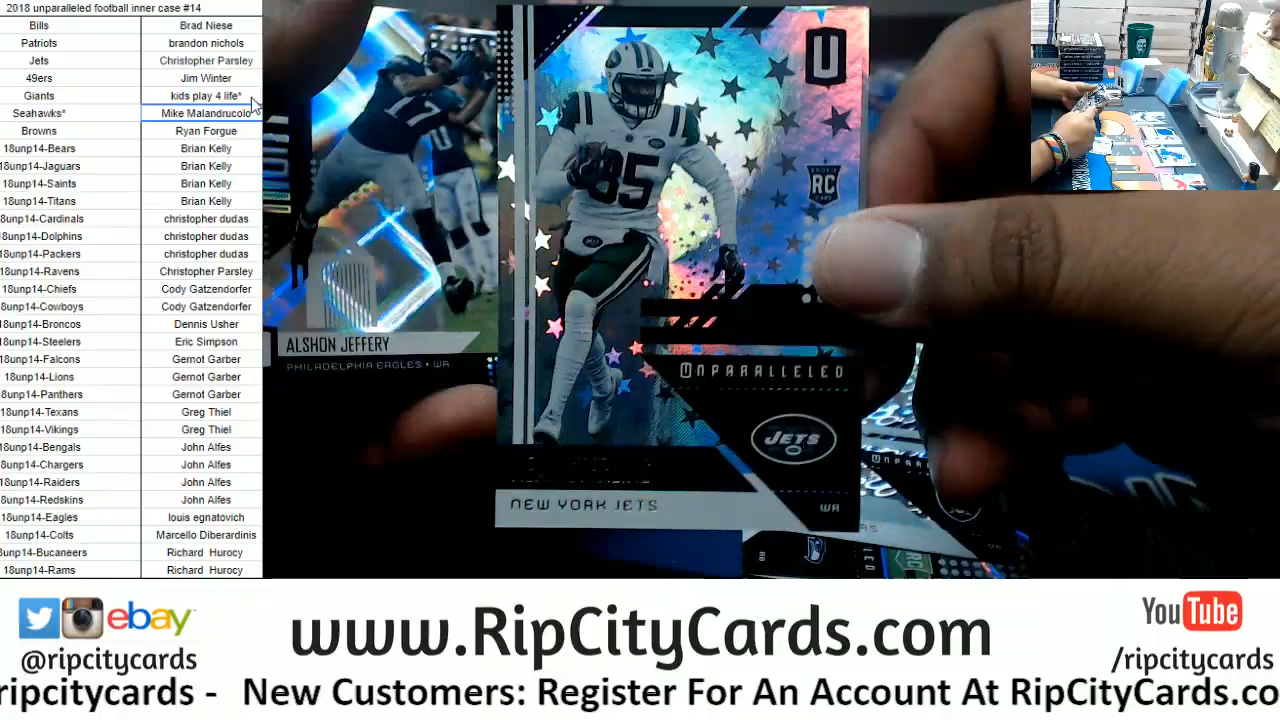 2018 unparalleled football inner case #14
Bills Brad Niese
Patriots brandon nichols
Jets Christopher Parsley
49ers Jim Winter
Giants kids play 4 life*
Seahawks* Mike Malandrucolo
Browns Ryan Forgue
18unp14-Bears Brian Kelly
18unp14-Jaguars Brian Kelly
18unp14-Saints Brian Kelly
18unp14-Titans Brian Kelly
8unp14-Cardinals christopher dudas
8unp14-Dolphins christopher dudas
8unp14-Packers christopher dudas
8unp14-Ravens Christopher Parsley
18unp14-Chiefs Cody Gatzendorfer
8unp14-Cowboys Cody Gatzendorfer
8unp14-Broncos Dennis Usher
8unp14-Steelers Eric Simpson
18unp14-Falcons Gernot Garber
18unp14-Lions Gernot Garber
8unp14-Panthers Gernot Garber
18unp14-Texans Greg Thiel
18unp14-Vikings Greg Thiel
8unp14-Bengals John Alfes
8unp14-Chargers John Alfes
8unp14-Raiders John Alfes
8unp14-Redskins John Alfes
18unp14-Eagles louis egnatovich
18unp14-Colts Marcello Diberardinis
8unp14-Bucaneers Richard Hurocy
18unp14-Rams Richard Hurocy
17
ALSHON JEFFERY
PHILADELPHIA EAGLES • WR
U
85
ROOKIE
RC
CARD
UNPARALLELED
JETS
NEW YORK JETS
WR
ebay
@ripcitycards
www.RipCityCards.com
YouTube
/ripcitycards
ripcitycards - New Customers: Register For An Account At RipCityCards.co